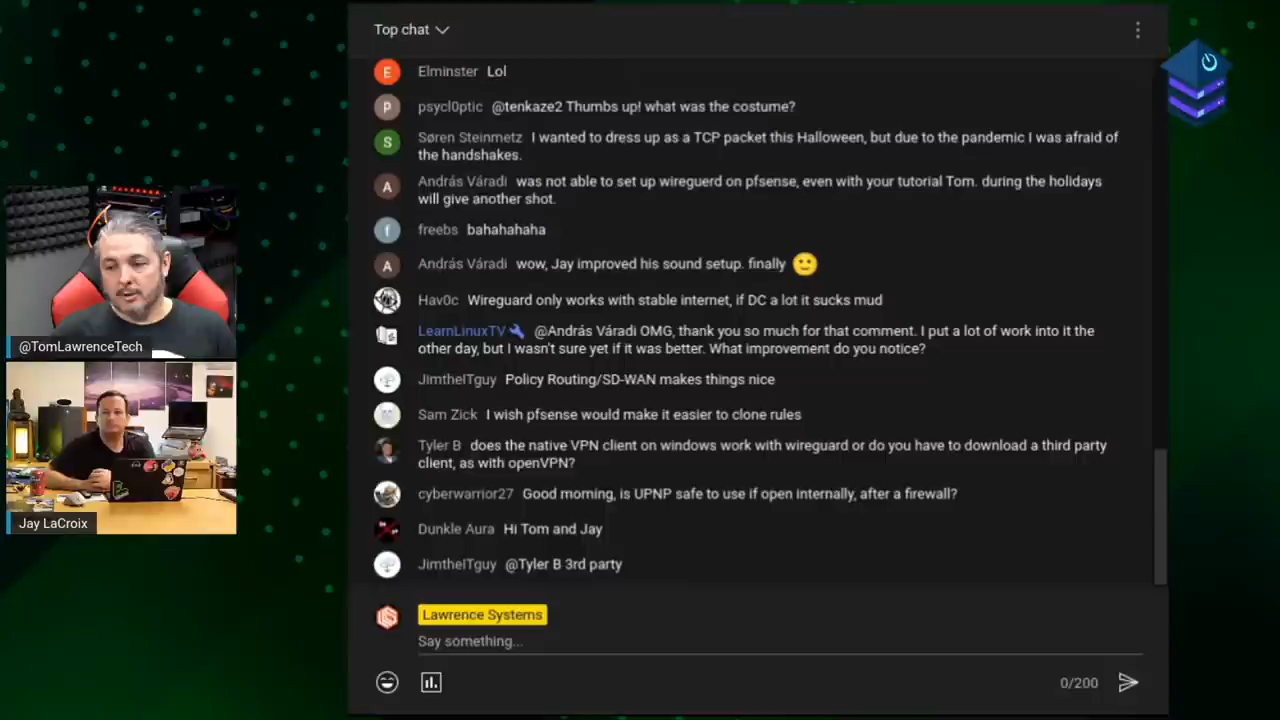 Top chat
E
Elminster Lol
P
psycl0ptic @tenkaze2 Thumbs up! what was the costume?
S
Søren Steinmetz I wanted to dress up as a TCP packet this Halloween, but due to the pandemic I was afraid of
the handshakes.
A
András Váradi was not able to set up wireguerd on pfsense, even with your tutorial Tom. during the holidays
will give another shot.
f
freebs bahahahaha
A
András Váradi wow, Jay improved his sound setup. finally
Hav0c Wireguard only works with stable internet, if DC a lot it sucks mud
LearnLinuxTV @András Váradi OMG, thank you so much for that comment. I put a lot of work into it the
other day, but I wasn't sure yet if it was better. What improvement do you notice?
JimtheITguy Policy Routing/SD-WAN makes things nice
Sam Zick I wish pfsense would make it easier to clone rules
Tyler B does the native VPN client on windows work with wireguard or do you have to download a third party
client, as with openVPN?
cyberwarrior27 Good morning, is UPNP safe to use if open internally, after a firewall?
Dunkle Aura Hi Tom and Jay
JimtheITguy @Tyler B 3rd party
Lawrence Systems
Say something...
0/200
@TomLawrenceTech
Jay LaCroix